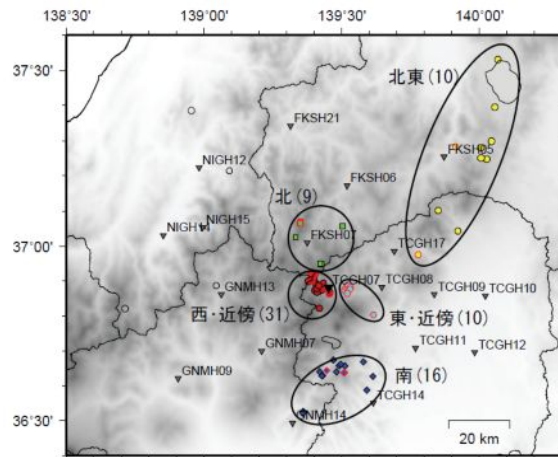 138°30' 139°00' 139°30' 140°00'
37°30'
37°00'
36°30'
北東(10)
FKSH21
FKSH05
NIGH12
FKSH06
北(9)
NIGH15
NIGH14
FKSH07
TCGH17
GNMH13
TCGH07
TCGH08
TCGH09
TCGH10
西・近傍(31)
東・近傍(10)
GNMH07
TCGH11
TCGH12
GNMH09
南(16)
TCGH14
GNMH14
20 km